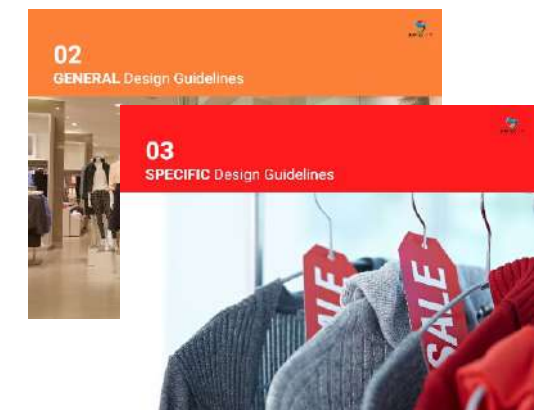 02
GENERAL Design Guidelines
03
SPECIFIC Design Guidelines
SALE
SALE